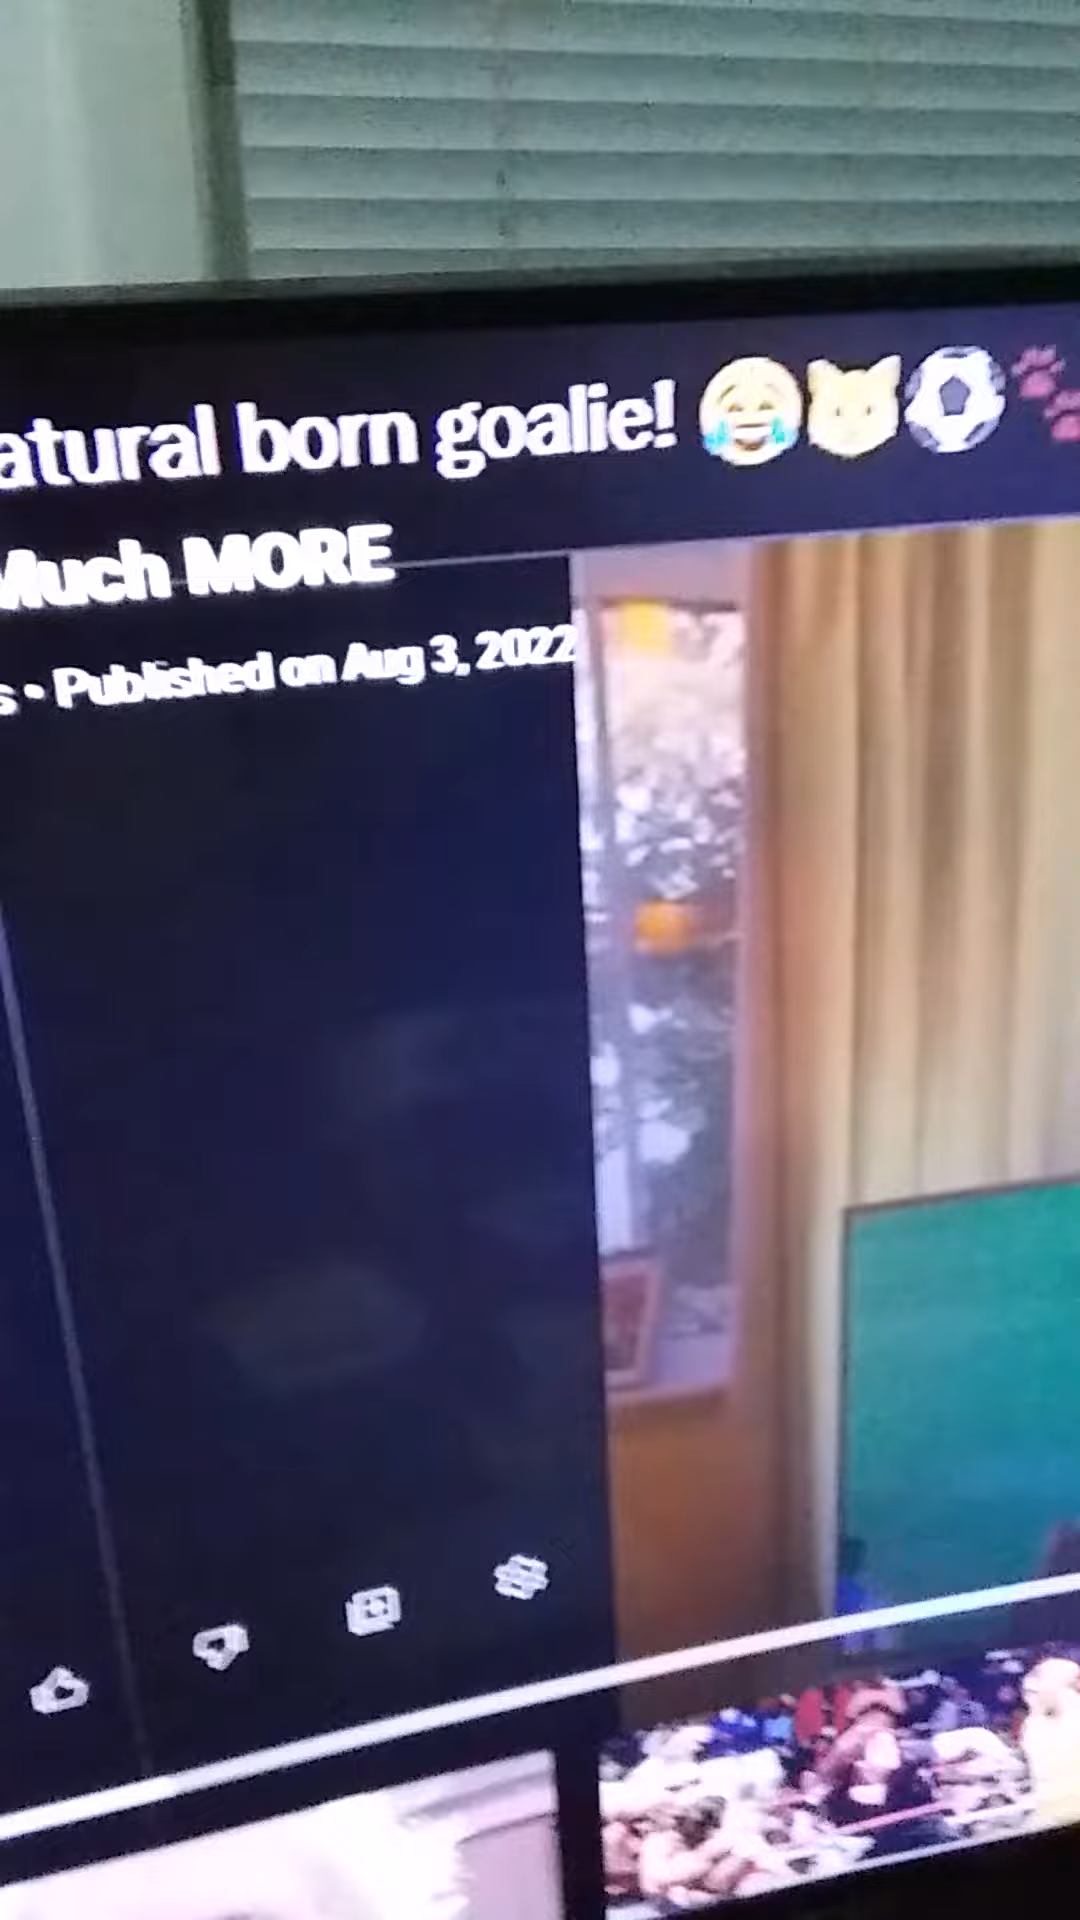 atural born goalie! 😂🐱⚽🐾
Much MORE
s • Published on Aug 3, 2022